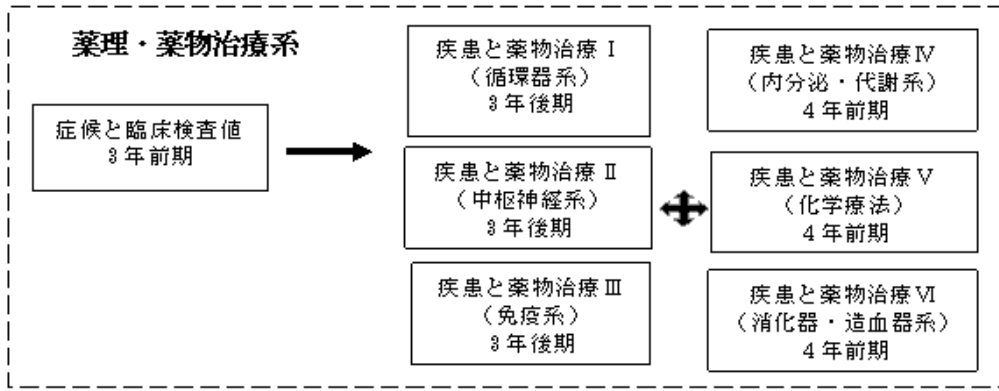 薬理・薬物治療系
症候と臨床検査値
3年前期
疾患と薬物治療Ⅰ
(循環器系)
3年後期
疾患と薬物治療Ⅱ
(中枢神経系)
3年後期
疾患と薬物治療Ⅲ
(免疫系)
3年後期
疾患と薬物治療Ⅳ
(内分泌・代謝系)
4年前期
疾患と薬物治療Ⅴ
(化学療法)
4年前期
疾患と薬物治療Ⅵ
(消化器・造血器系)
4年前期